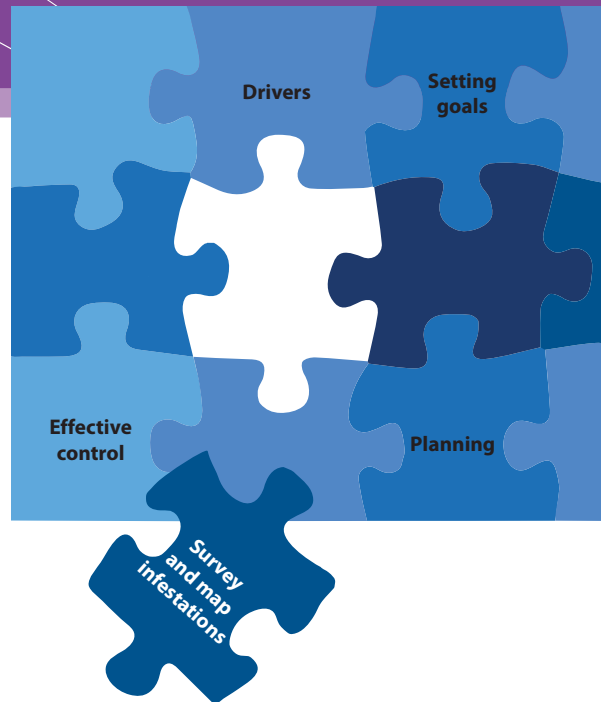 Drivers
Setting
goals
Effective
control
Planning
Survey
and map
infestations